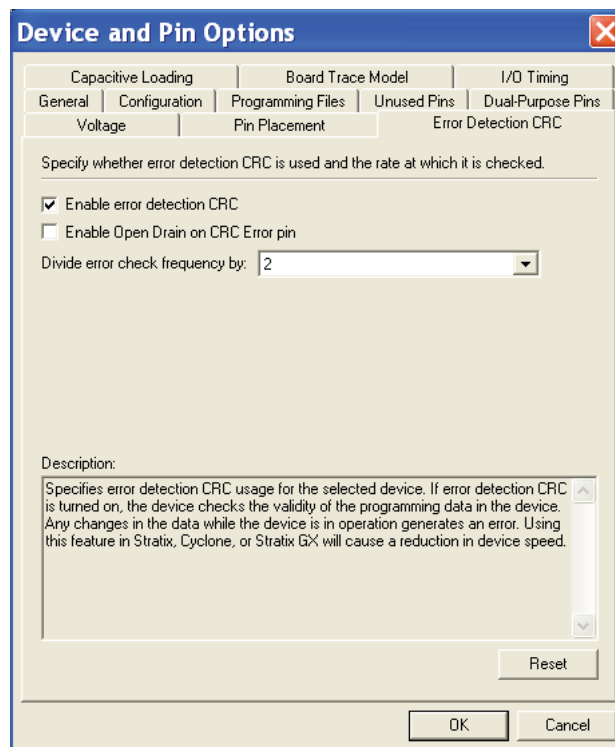 Device and Pin Options
Capacitive Loading Board Trace Model I/O Timing
General Configuration Programming Files Unused Pins Dual-Purpose Pins
Voltage Pin Placement Error Detection CRC
Specify whether error detection CRC is used and the rate at which it is checked.
Enable error detection CRC
Enable Open Drain on CRC Error pin
Divide error check frequency by: 2
Description:
Specifies error detection CRC usage for the selected device. If error detection CRC
is turned on, the device checks the validity of the programming data in the device.
Any changes in the data while the device is in operation generates an error. Using
this feature in Stratix, Cyclone, or Stratix GX will cause a reduction in device speed.
Reset
OK Cancel